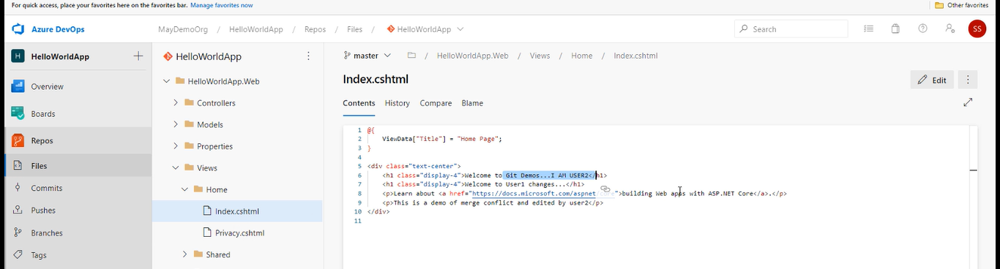 For quick access, place your favorites here on the favorites bar. Manage favorites now
Other favorites
Azure DevOps
MayDemoOrg / HelloWorldApp / Repos / Files / HelloWorldApp
Search
SS
H HelloWorldApp
Overview
Boards
Repos
Files
Commits
Pushes
Branches
Tags
HelloWorldApp
HelloWorldApp.Web
Controllers
Models
Properties
Views
Home
Index.cshtml
Privacy.cshtml
Shared
master / HelloWorldApp.Web / Views / Home / Index.cshtml
Index.cshtml
Edit
Contents History Compare Blame
1 @{
2 ViewData["Title"] = "Home Page";
3 }
4
5 <div class="text-center">
6 <h1 class="display-4">Welcome to Git Demos...I AM USER2</h1>
7 <h1 class="display-4">Welcome to User1 changes...</h1>
8 <p>Learn about <a href="https://docs.microsoft.com/aspnet/core">building Web apps with ASP.NET Core</a>.</p>
9 <p>This is a demo of merge conflict and edited by user2</p>
10 </div>
11